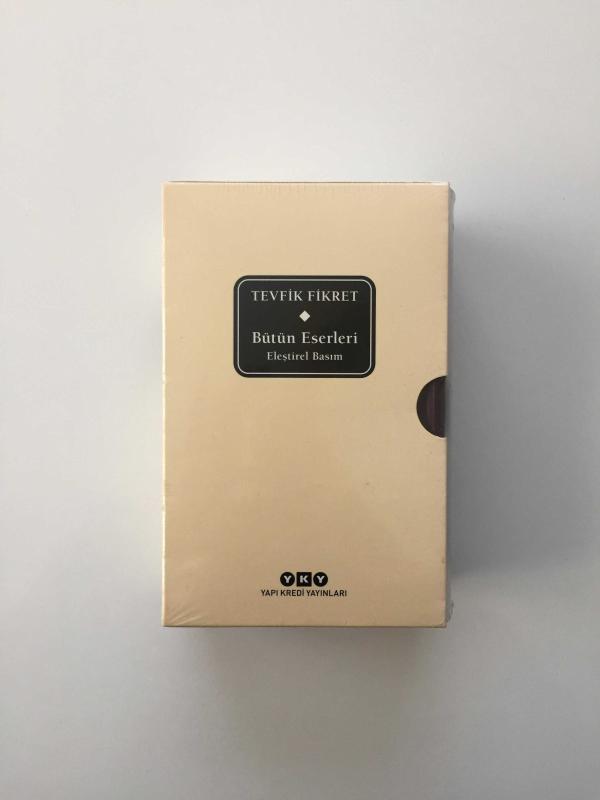 TEVFİK FİKRET
Bütün Eserleri
Eleştirel Basım
YKY
YAPI KREDİ YAYINLARI